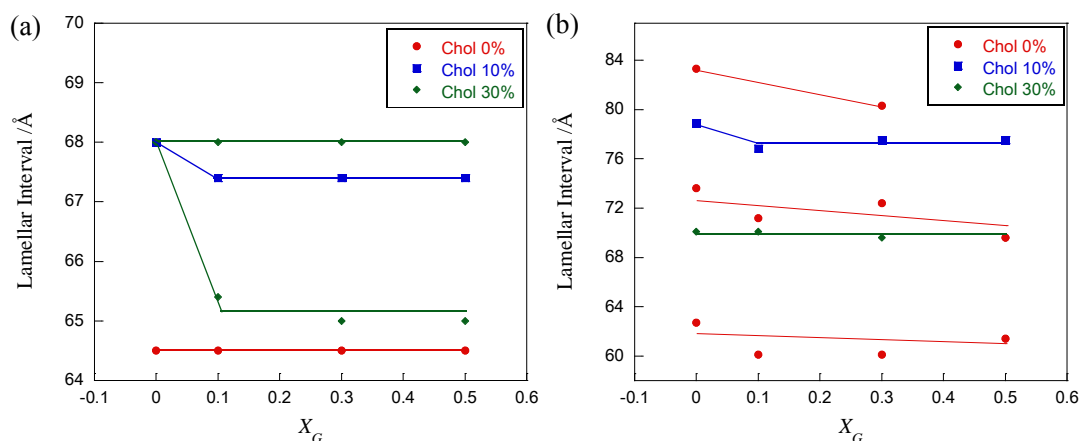 (a)
70
69
68
67
66
65
64
Lamellar Interval /Å
Chol 0%
Chol 10%
Chol 30%
-0.1 0 0.1 0.2 0.3 0.4 0.5 0.6
X_G
(b)
84
80
76
72
68
64
60
Lamellar Interval /Å
Chol 0%
Chol 10%
Chol 30%
-0.1 0 0.1 0.2 0.3 0.4 0.5 0.6
X_G